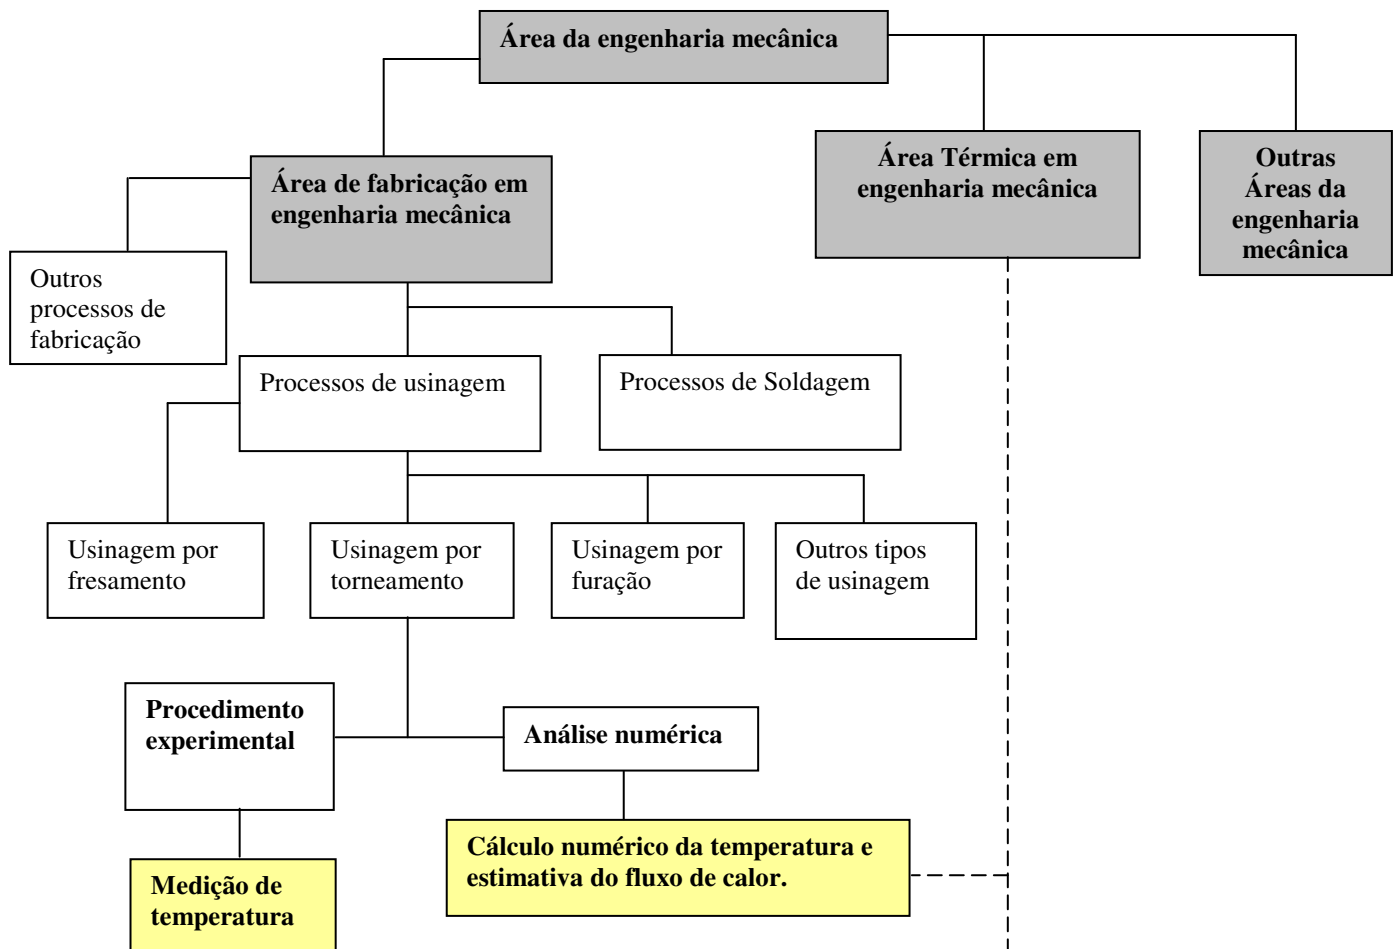 Área da engenharia mecânica
Área de fabricação em
engenharia mecânica
Área Térmica em
engenharia mecânica
Outras
Áreas da
engenharia
mecânica
Outros
processos de
fabricação
Processos de usinagem
Processos de Soldagem
Usinagem por
fresamento
Usinagem por
torneamento
Usinagem por
furação
Outros tipos
de usinagem
Procedimento
experimental
Análise numérica
Cálculo numérico da temperatura e
estimativa do fluxo de calor.
Medição de
temperatura